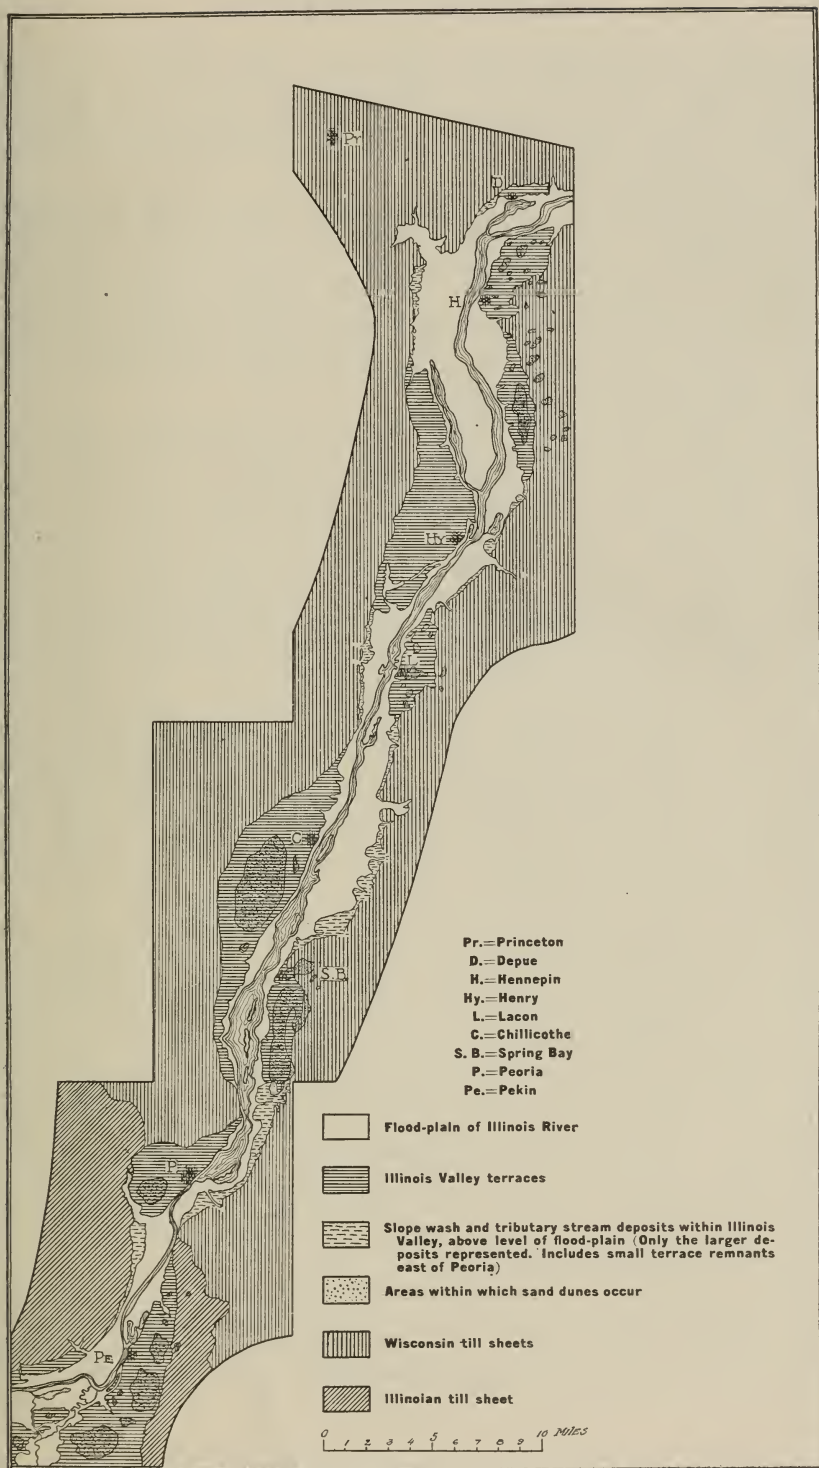 Pr
D
H
Hy
L
C
S.B.
P
Pe
Pr.=Princeton
D.=Depue
H.=Hennepin
Hy.=Henry
L.=Lacon
C.=Chillicothe
S. B.=Spring Bay
P.=Peoria
Pe.=Pekin
Flood-plain of Illinois River
Illinois Valley terraces
Slope wash and tributary stream deposits within Illinois
Valley, above level of flood-plain (Only the larger de-
posits represented. Includes small terrace remnants
east of Peoria)
Areas within which sand dunes occur
Wisconsin till sheets
Illinoian till sheet
0 1 2 3 4 5 6 7 8 9 10 MILES